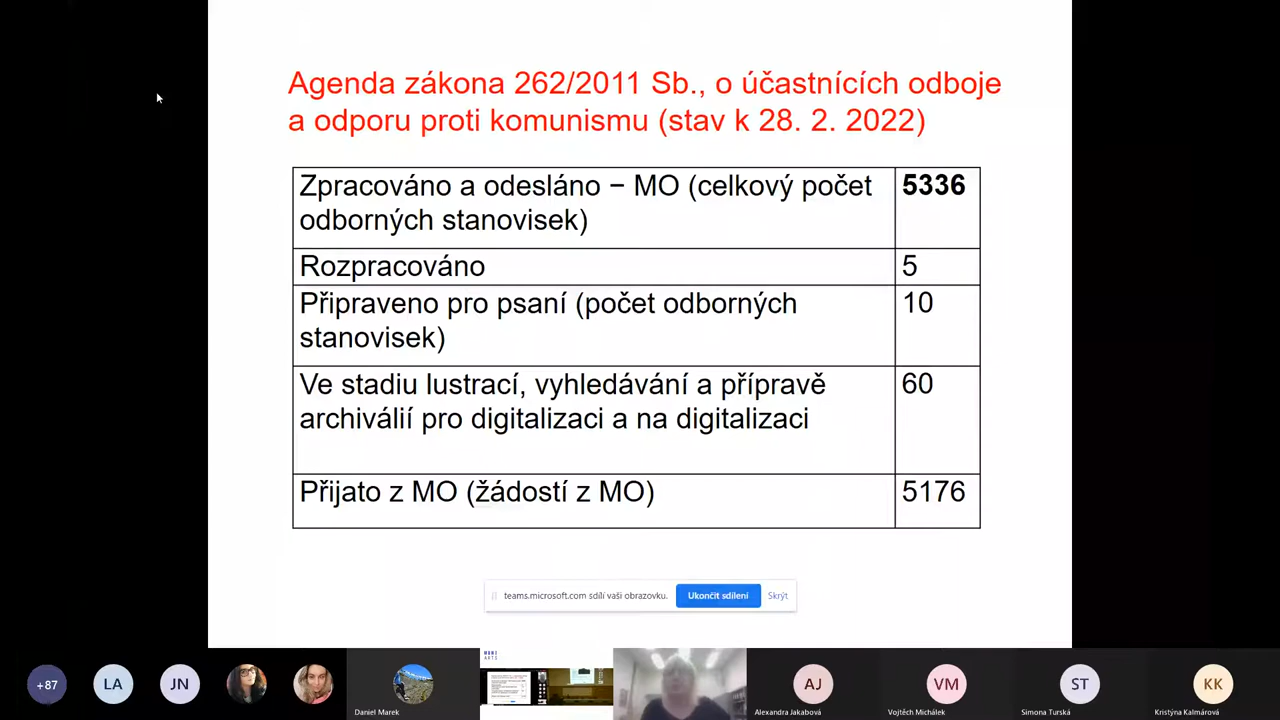 Agenda zákona 262/2011 Sb., o účastnících odboje
a odporu proti komunismu (stav k 28. 2. 2022)
Zpracováno a odesláno − MO (celkový počet
odborných stanovisek)
5336
Rozpracováno
5
Připraveno pro psaní (počet odborných
stanovisek)
10
Ve stadiu lustrací, vyhledávání a přípravě
archiválií pro digitalizaci a na digitalizaci
60
Přijato z MO (žádostí z MO)
5176
teams.microsoft.com sdílí vaši obrazovku.
Ukončit sdílení
Skrýt
MUNI
ARTS
+87
LA
JN
Daniel Marek
AJ
Alexandra Jakabová
VM
Vojtěch Michálek
ST
Simona Turská
KK
Kristýna Kalmárová